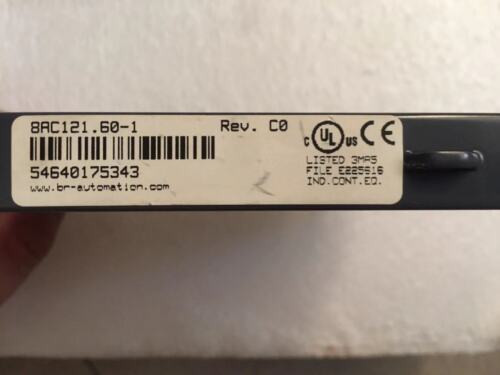 8AC121.60-1 Rev. C0
54640175343
www.br-automation.com
c UL us CE
LISTED 3MA5
FILE E225616
IND.CONT.EQ.